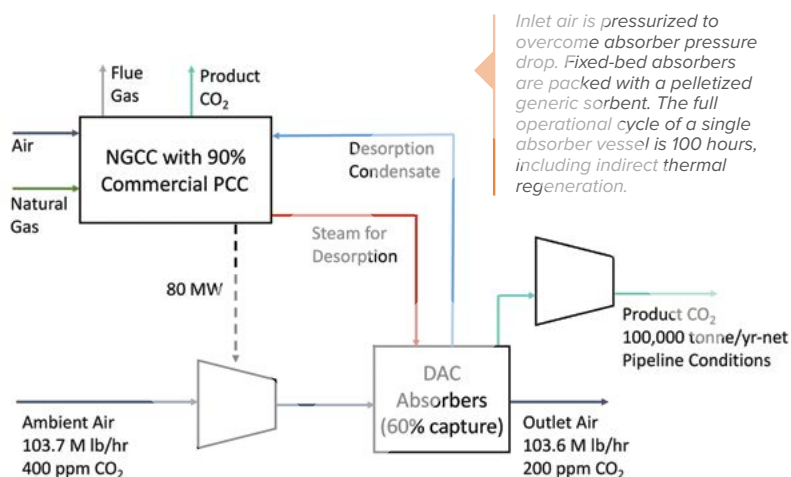 Inlet air is pressurized to
overcome absorber pressure
drop. Fixed-bed absorbers
are packed with a pelletized
generic sorbent. The full
operational cycle of a single
absorber vessel is 100 hours,
including indirect thermal
regeneration.
Flue
Gas
Product
CO₂
Air
NGCC with 90%
Commercial PCC
Natural
Gas
Desorption
Condensate
Steam for
Desorption
80 MW
Product CO₂
100,000 tonne/yr-net
Pipeline Conditions
DAC
Absorbers
(60% capture)
Ambient Air
103.7 M lb/hr
400 ppm CO₂
Outlet Air
103.6 M lb/hr
200 ppm CO₂